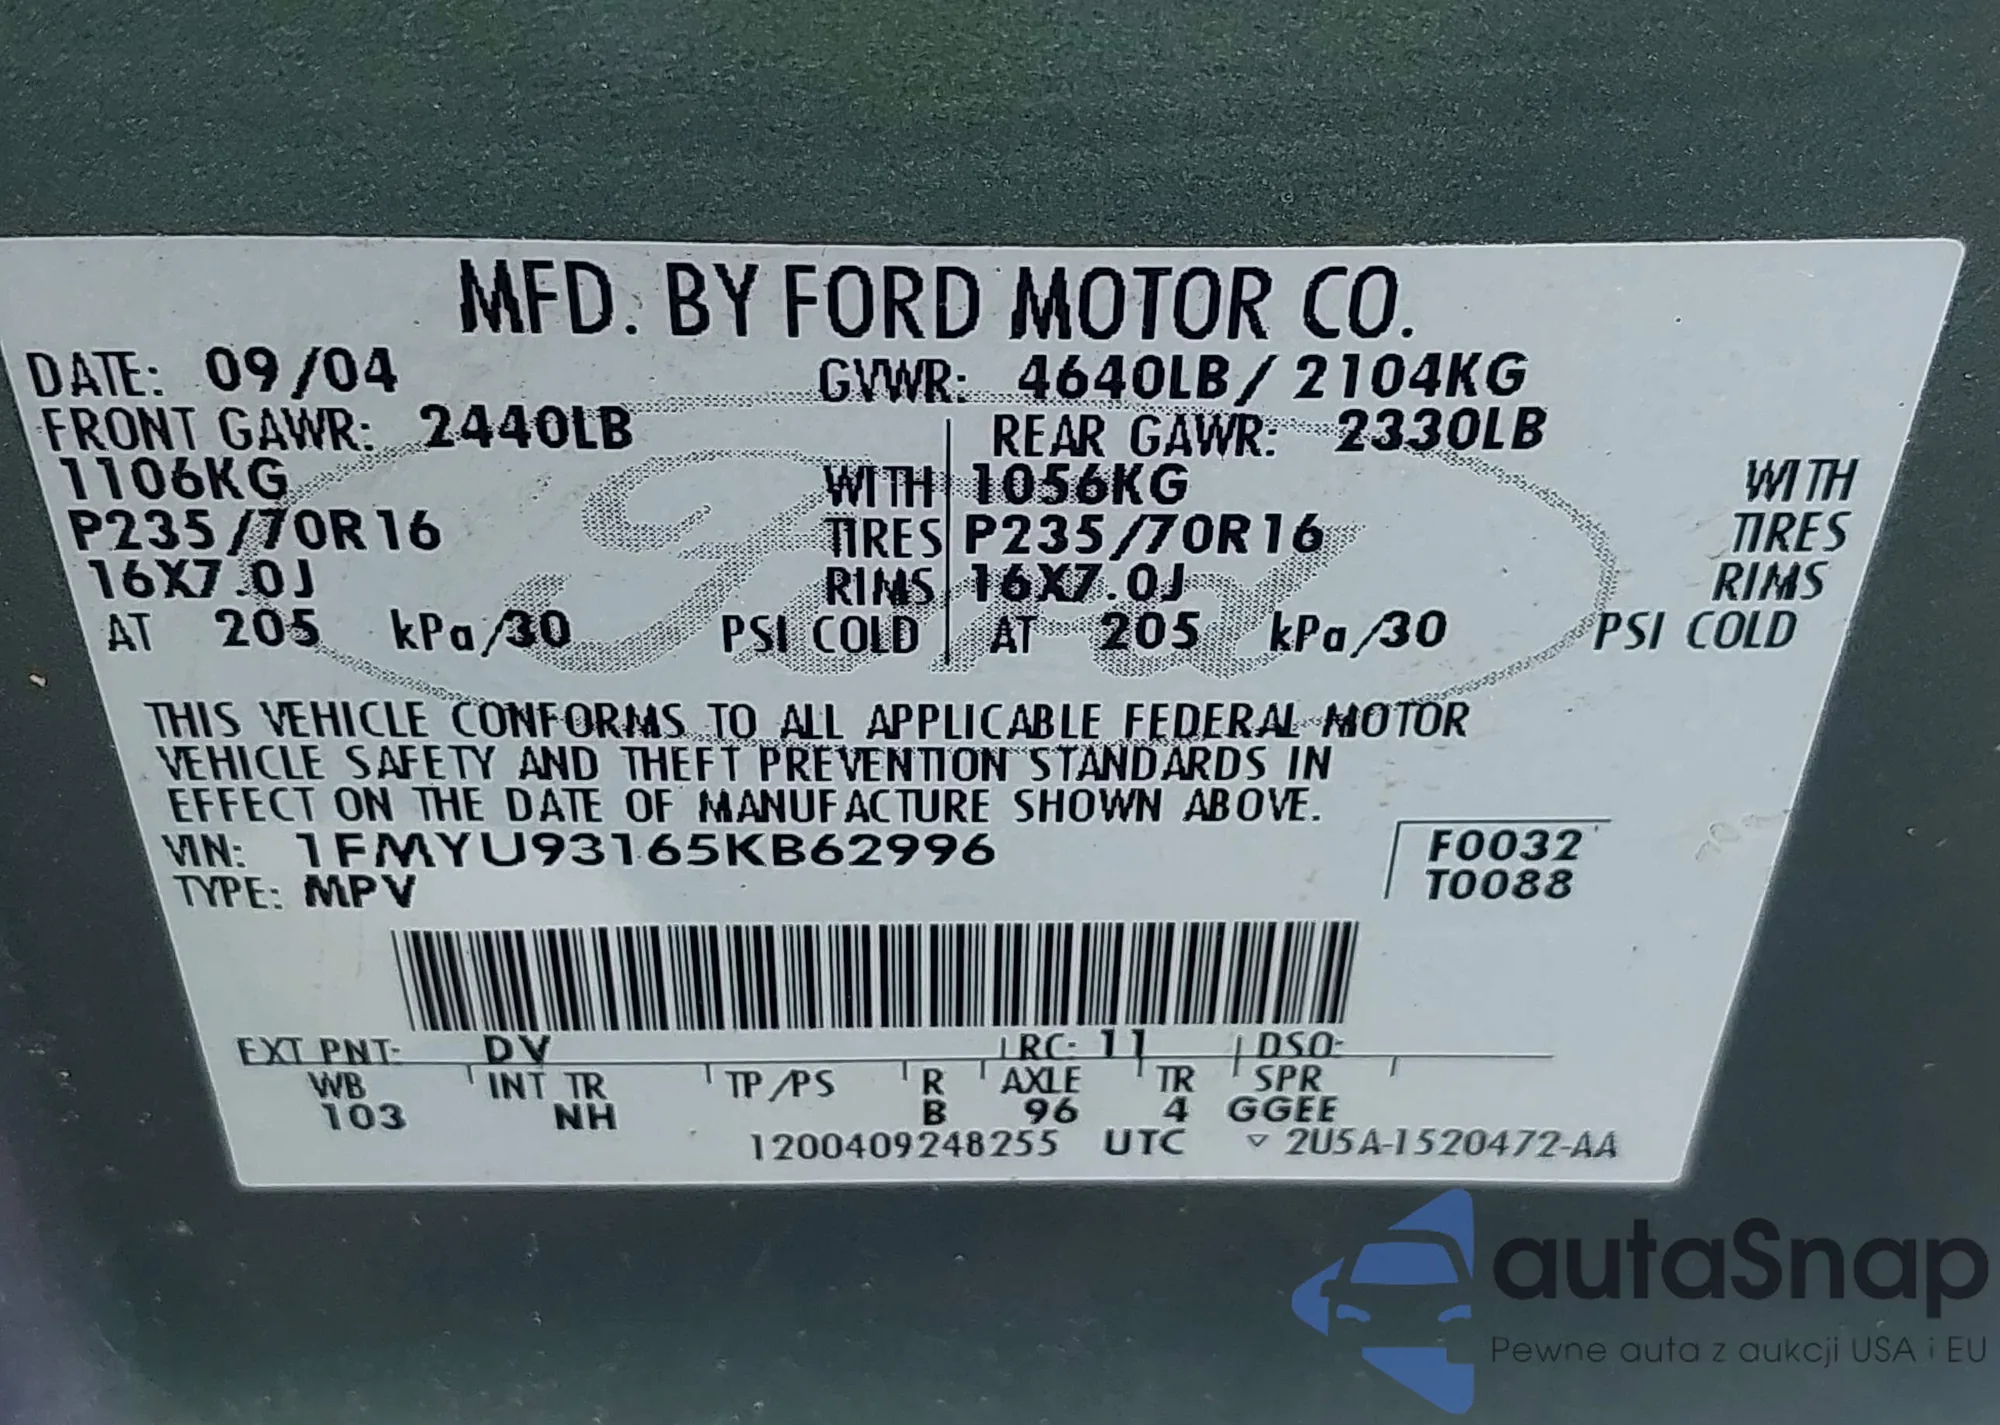 MFD. BY FORD MOTOR CO.
DATE: 09/04 GVWR: 4640LB/ 2104KG
FRONT GAWR: 2440LB REAR GAWR: 2330LB
1106KG WITH 1056KG WITH
P235/70R16 TIRES P235/70R16 TIRES
16X7.0J RIMS 16X7.0J RIMS
AT 205 kPa/30 PSI COLD AT 205 kPa/30 PSI COLD
Ford
THIS VEHICLE CONFORMS TO ALL APPLICABLE FEDERAL MOTOR
VEHICLE SAFETY AND THEFT PREVENTION STANDARDS IN
EFFECT ON THE DATE OF MANUFACTURE SHOWN ABOVE.
VIN: 1FMYU93165KB62996 F0032
TYPE: MPV T0088
EXT PNT: DV RC: 11 DSO:
WB INT TR TP/PS R AXLE TR SPR
103 NH B 96 4 GGEE
1200409248255 UTC ▽ 2U5A-1520472-AA
autaSnap
Pewne auta z aukcji USA i EU